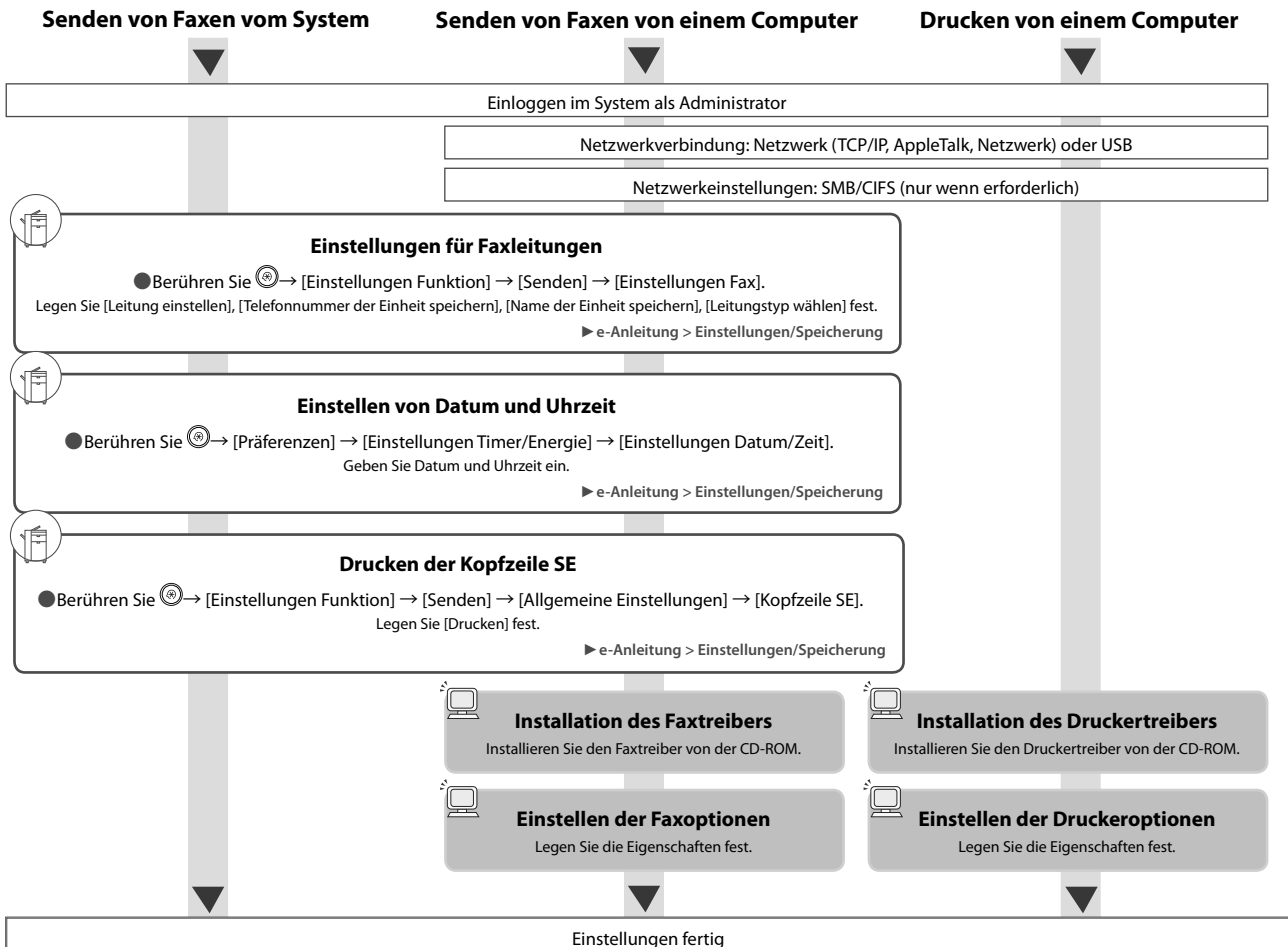 Senden von Faxen vom System
Senden von Faxen von einem Computer
Drucken von einem Computer
Einloggen im System als Administrator
Netzwerkverbindung: Netzwerk (TCP/IP, AppleTalk, Netzwerk) oder USB
Netzwerkeinstellungen: SMB/CIFS (nur wenn erforderlich)
Einstellungen für Faxleitungen
●Berühren Sie → [Einstellungen Funktion] → [Senden] → [Einstellungen Fax].
Legen Sie [Leitung einstellen], [Telefonnummer der Einheit speichern], [Name der Einheit speichern], [Leitungstyp wählen] fest.
►e-Anleitung > Einstellungen/Speicherung
Einstellen von Datum und Uhrzeit
●Berühren Sie → [Präferenzen] → [Einstellungen Timer/Energie] → [Einstellungen Datum/Zeit].
Geben Sie Datum und Uhrzeit ein.
►e-Anleitung > Einstellungen/Speicherung
Drucken der Kopfzeile SE
●Berühren Sie → [Einstellungen Funktion] → [Senden] → [Allgemeine Einstellungen] → [Kopfzeile SE].
Legen Sie [Drucken] fest.
►e-Anleitung > Einstellungen/Speicherung
Installation des Faxtreibers
Installieren Sie den Faxtreiber von der CD-ROM.
Installation des Druckertreibers
Installieren Sie den Druckertreiber von der CD-ROM.
Einstellen der Faxoptionen
Legen Sie die Eigenschaften fest.
Einstellen der Druckeroptionen
Legen Sie die Eigenschaften fest.
Einstellungen fertig